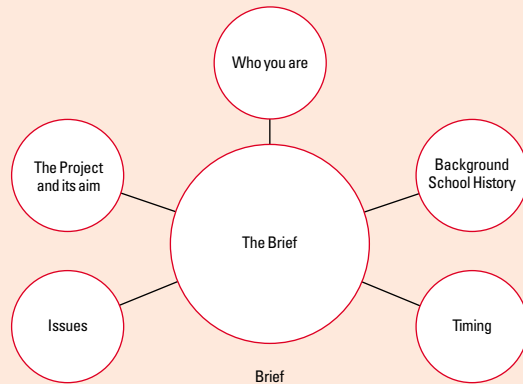 Who you are
The Project
and its aim
Background
School History
The Brief
Issues
Timing
Brief